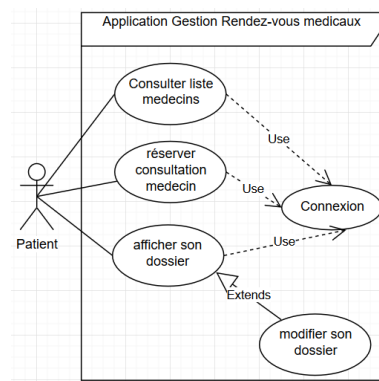 Application Gestion Rendez-vous medicaux
Consulter liste
medecins
Use
réserver
consultation
medecin
Use
Connexion
Patient
afficher son
dossier
Use
Extends
modifier son
dossier